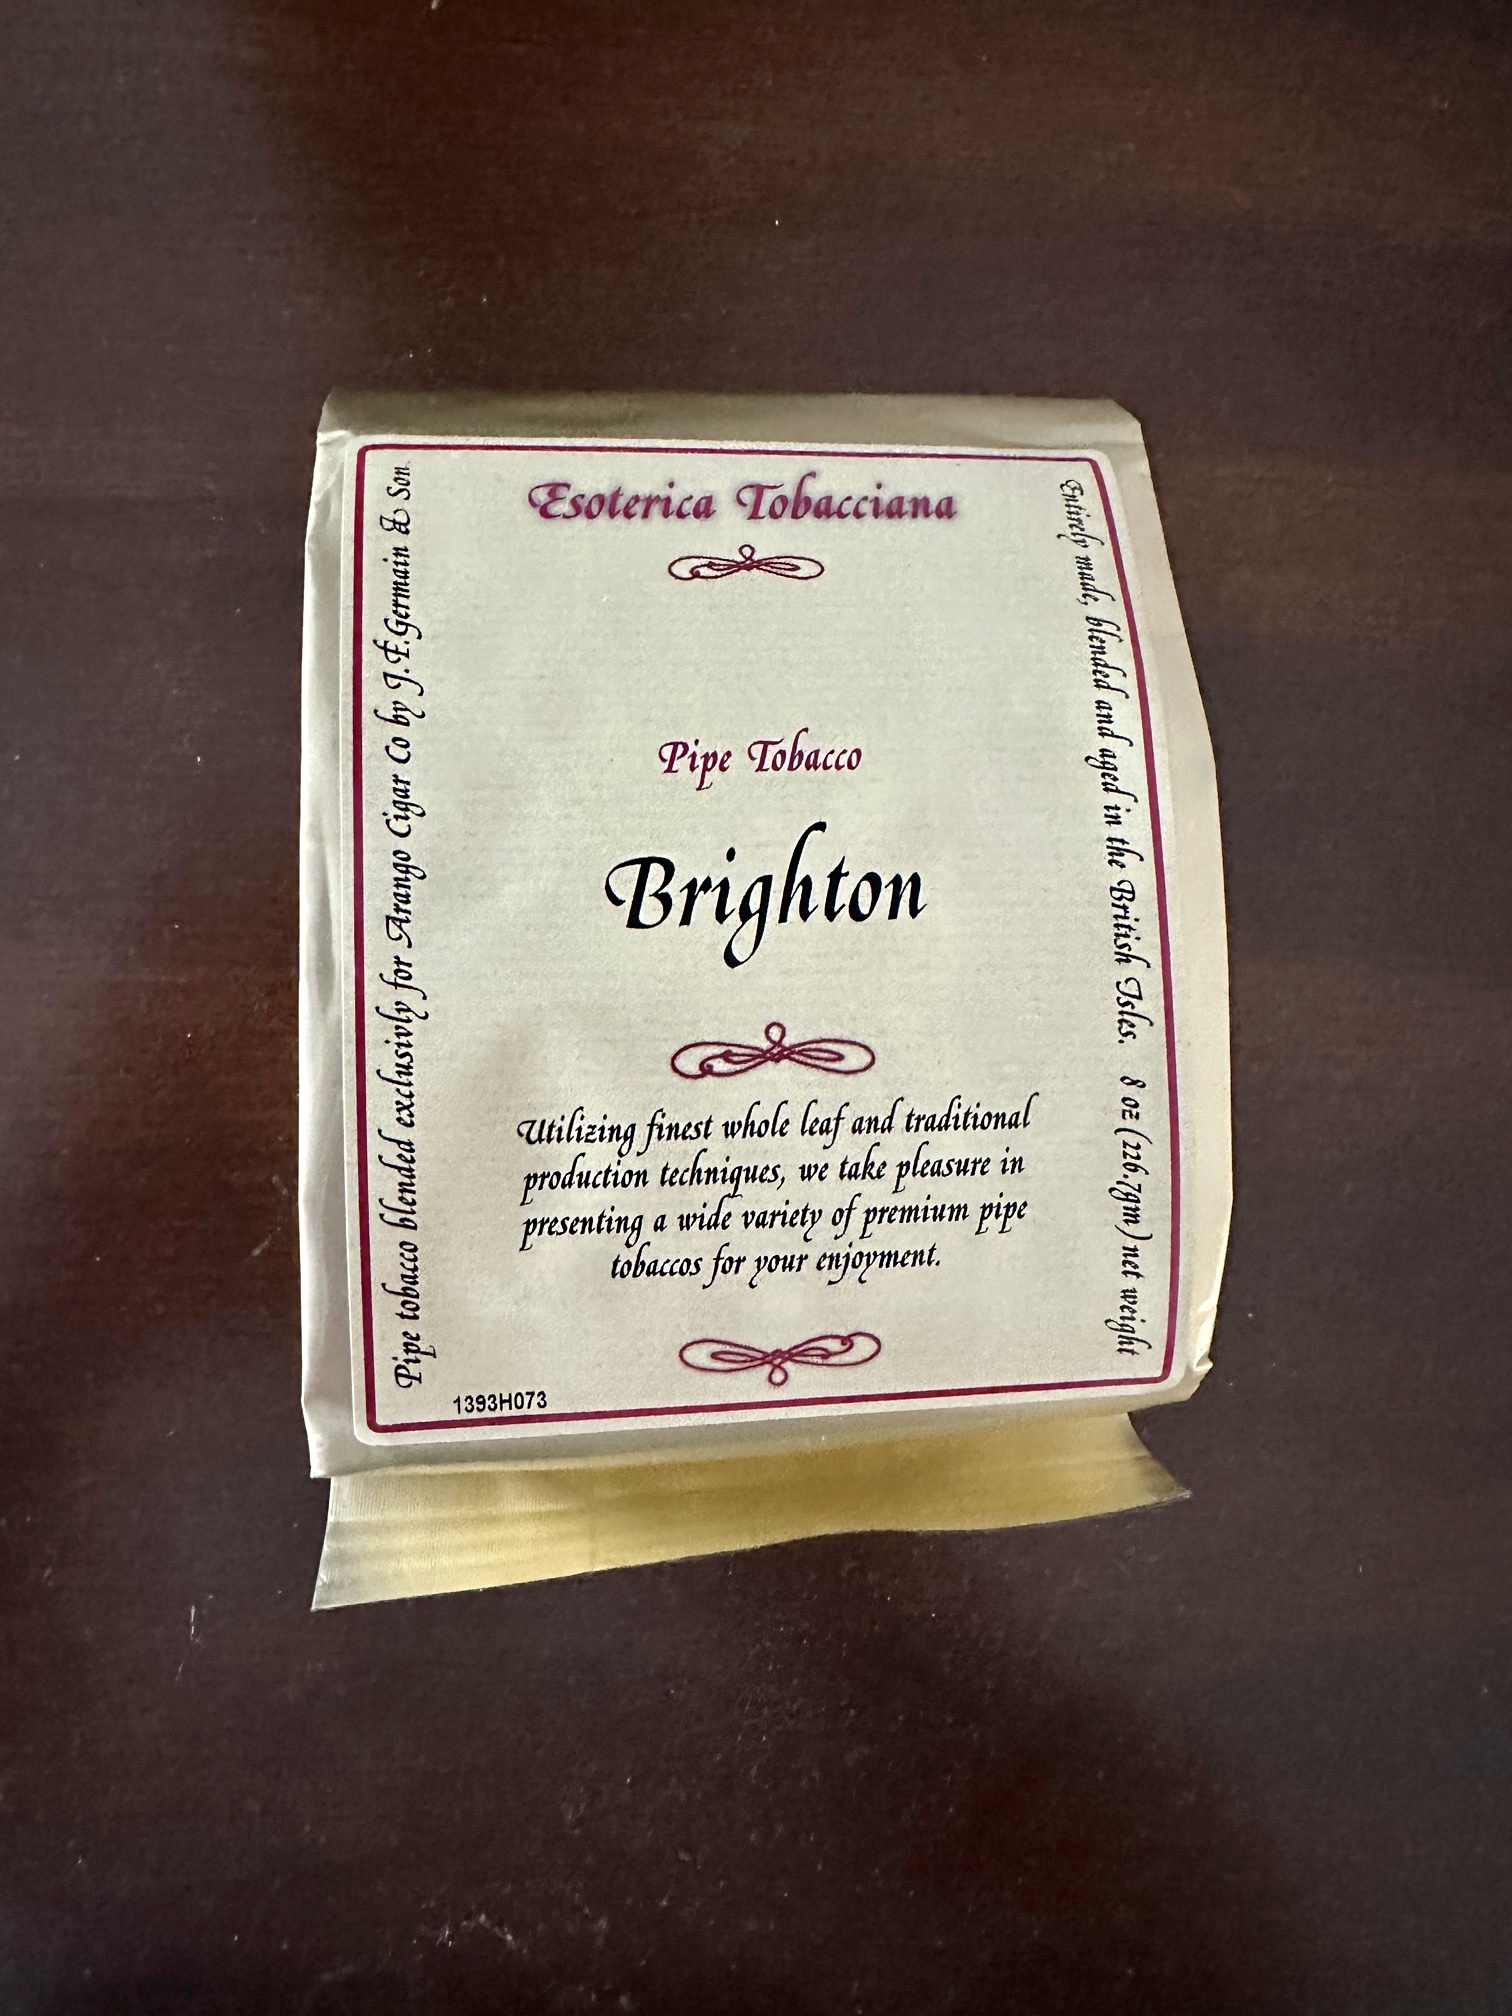 Esoterica Tobacciana
Pipe Tobacco
Brighton
Utilizing finest whole leaf and traditional
production techniques, we take pleasure in
presenting a wide variety of premium pipe
tobaccos for your enjoyment.
1393H073
Pipe tobacco blended exclusivly for Arango Cigar Co by J.F.Germain & Son.
Entirely made, blended and aged in the British Isles. 8 oz (226.7gm) net weight